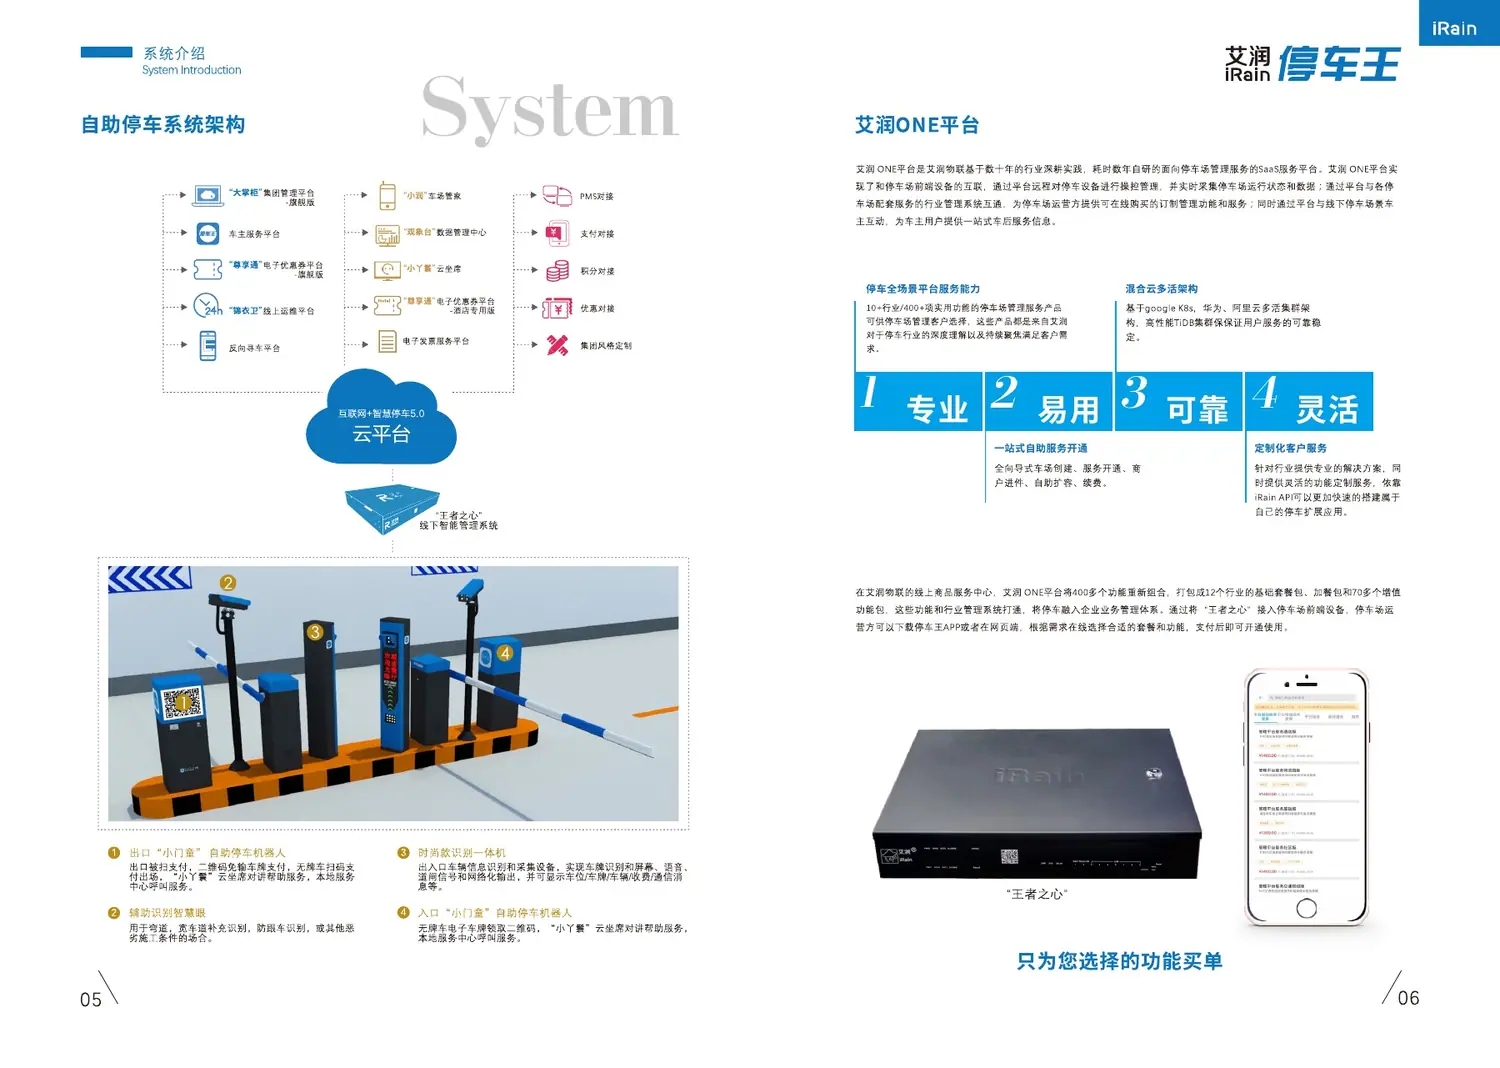 系统介绍
System Introduction
System
自助停车系统架构
“大掌柜”集团管理平台
-旗舰版
车主服务平台
“尊享通”电子优惠券平台
-旗舰版
24h
“锦衣卫”线上运维平台
反向寻车平台
“小润”车场管家
“观象台”数据管理中心
“小丫鬟”云坐席
Hotel
“尊享通”电子优惠券平台
-酒店专用版
电子发票服务平台
PMS对接
支付对接
积分对接
优惠对接
集团风格定制
互联网+智慧停车5.0
云平台
“王者之心”
线下智能管理系统
1
2
3
4
1 出口“小门童”自助停车机器人
出口被扫支付，二维码免输车牌支付，无牌车扫码支
付出场，“小丫鬟”云坐席对讲帮助服务，本地服务
中心呼叫服务。
2 辅助识别智慧眼
用于弯道，宽车道补充识别，防跟车识别，或其他恶
劣施工条件的场合。
3 时尚款识别一体机
出入口车辆信息识别和采集设备，实现车牌识别和屏幕、语音、
道闸信号和网络化输出，并可显示车位/车牌/车辆/收费/通信消
息等。
4 入口“小门童”自助停车机器人
无牌车电子车牌领取二维码，“小丫鬟”云坐席对讲帮助服务，
本地服务中心呼叫服务。
05
iRain
艾润
iRain
停车王
艾润ONE平台
艾润 ONE平台是艾润物联基于数十年的行业深耕实践，耗时数年自研的面向停车场管理服务的SaaS服务平台。艾润 ONE平台实
现了和停车场前端设备的互联，通过平台远程对停车设备进行操控管理，并实时采集停车场运行状态和数据；通过平台与各停
车场配套服务的行业管理系统互通，为停车场运营方提供可在线购买的订制管理功能和服务；同时通过平台与线下停车场景车
主互动，为车主用户提供一站式车后服务信息。
停车全场景平台服务能力
10+行业/400+项实用功能的停车场管理服务产品
可供停车场管理客户选择，这些产品都是来自艾润
对于停车行业的深度理解以及持续聚焦满足客户需
求。
混合云多活架构
基于google K8s，华为、阿里云多活集群架
构，高性能TiDB集群保保证用户服务的可靠稳
定。
1 专业
2 易用
3 可靠
4 灵活
一站式自助服务开通
全向导式车场创建、服务开通、商
户进件、自助扩容、续费。
定制化客户服务
针对行业提供专业的解决方案，同
时提供灵活的功能定制服务，依靠
iRain API可以更加快速的搭建属于
自己的停车扩展应用。
在艾润物联的线上商品服务中心，艾润 ONE平台将400多个功能重新组合，打包成12个行业的基础套餐包、加餐包和70多个增值
功能包，这些功能和行业管理系统打通，将停车融入企业业务管理体系。通过将“王者之心”接入停车场前端设备，停车场运
营方可以下载停车王APP或者在网页端，根据需求在线选择合适的套餐和功能，支付后即可开通使用。
iRain
艾润
iRain
“王者之心”
只为您选择的功能买单
06